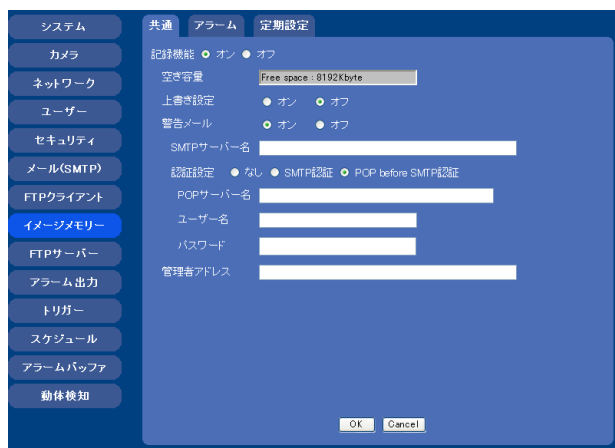 システム
カメラ
ネットワーク
ユーザー
セキュリティ
メール(SMTP)
FTPクライアント
イメージメモリー
FTPサーバー
アラーム出力
トリガー
スケジュール
アラームバッファ
動体検知
共通 アラーム 定期設定
記録機能 オン オフ
空き容量 Free space : 8192Kbyte
上書き設定 オン オフ
警告メール オン オフ
SMTPサーバー名
認証設定 なし SMTP認証 POP before SMTP認証
POPサーバー名
ユーザー名
パスワード
管理者アドレス
OK Cancel